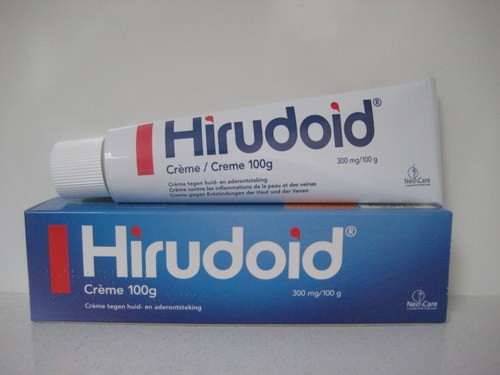 Hirudoid®
Crème / Creme 100g
300 mg/100 g
Crème tegen huid- en aderontsteking
Crème contre les inflammations de la peau et des veines
Creme gegen Entzündungen der Haut und der Venen
Neo-Care
Hirudoid®
Crème 100g
300 mg/100 g
Crème tegen huid- en aderontsteking
Neo-Care